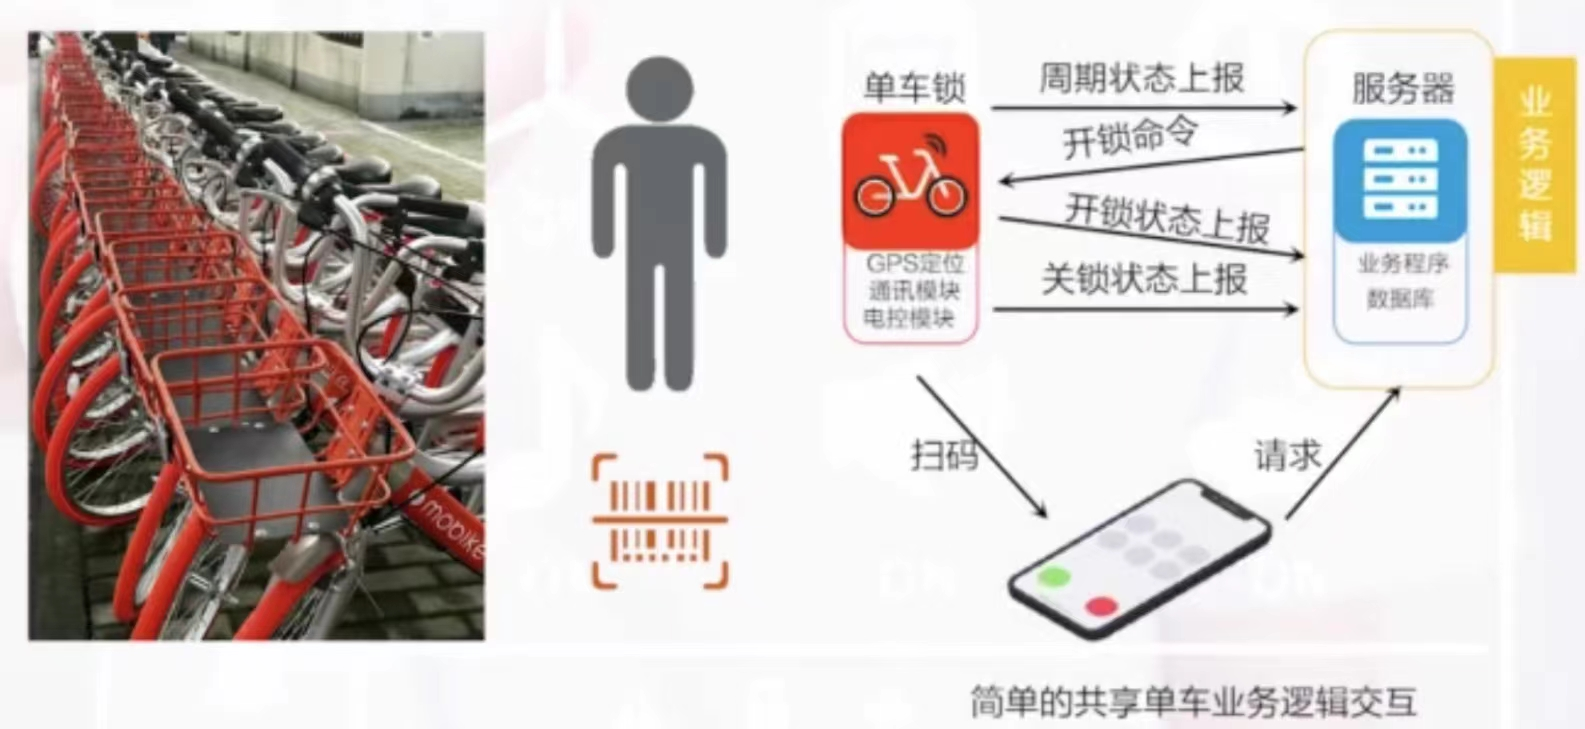 单车锁
周期状态上报
服务器
业务逻辑
开锁命令
开锁状态上报
GPS定位
通讯模块
电控模块
关锁状态上报
业务程序
数据库
扫码
请求
mobike
简单的共享单车业务逻辑交互